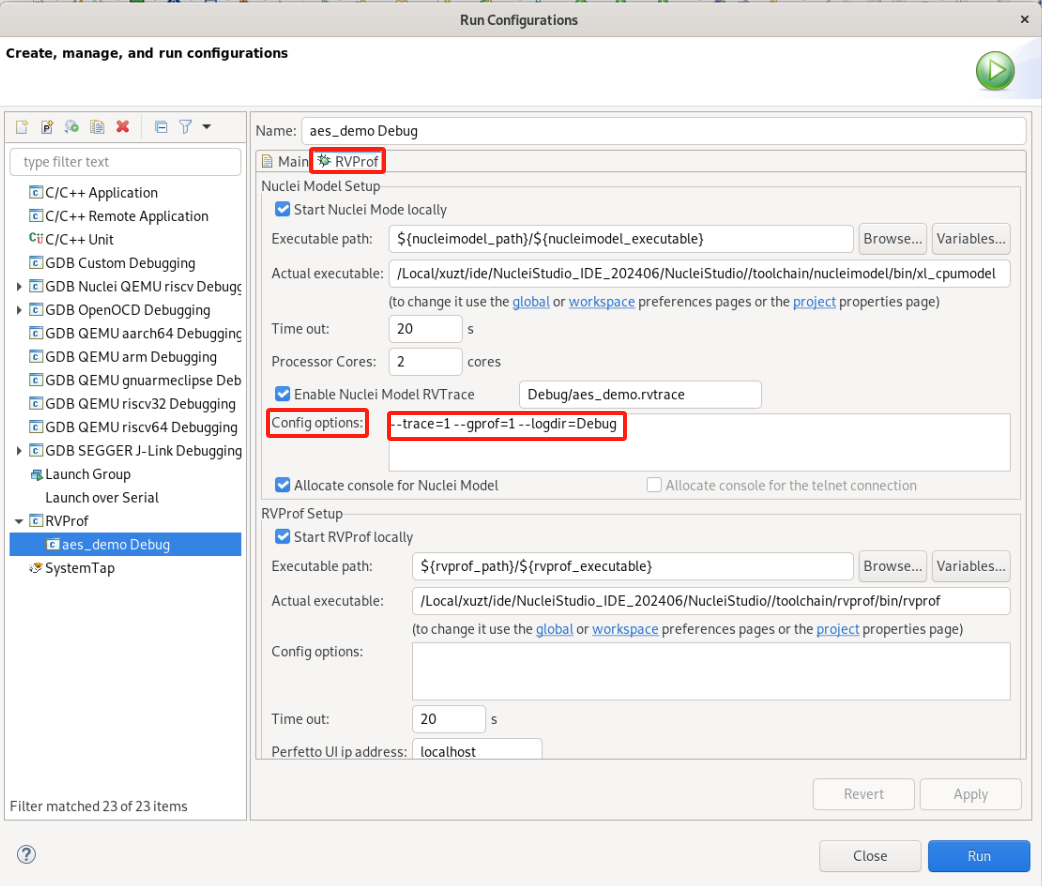 Run Configurations
Create, manage, and run configurations
type filter text
C/C++ Application
C/C++ Remote Application
C/C++ Unit
GDB Custom Debugging
GDB Nuclei QEMU riscv Debugg
GDB OpenOCD Debugging
GDB QEMU aarch64 Debugging
GDB QEMU arm Debugging
GDB QEMU gnuarmeclipse Deb
GDB QEMU riscv32 Debugging
GDB QEMU riscv64 Debugging
GDB SEGGER J-Link Debugging
Launch Group
Launch over Serial
RVProf
aes_demo Debug
SystemTap
Filter matched 23 of 23 items
Name: aes_demo Debug
Main RVProf
Nuclei Model Setup
Start Nuclei Mode locally
Executable path: ${nucleimodel_path}/${nucleimodel_executable} Browse... Variables...
Actual executable: /Local/xuzt/ide/NucleiStudio_IDE_202406/NucleiStudio//toolchain/nucleimodel/bin/xl_cpumodel
(to change it use the global or workspace preferences pages or the project properties page)
Time out: 20 s
Processor Cores: 2 cores
Enable Nuclei Model RVTrace Debug/aes_demo.rvtrace
Config options: --trace=1 --gprof=1 --logdir=Debug
Allocate console for Nuclei Model Allocate console for the telnet connection
RVProf Setup
Start RVProf locally
Executable path: ${rvprof_path}/${rvprof_executable} Browse... Variables...
Actual executable: /Local/xuzt/ide/NucleiStudio_IDE_202406/NucleiStudio//toolchain/rvprof/bin/rvprof
(to change it use the global or workspace preferences pages or the project properties page)
Config options:
Time out: 20 s
Perfetto UI ip address: localhost
Revert Apply
Close Run